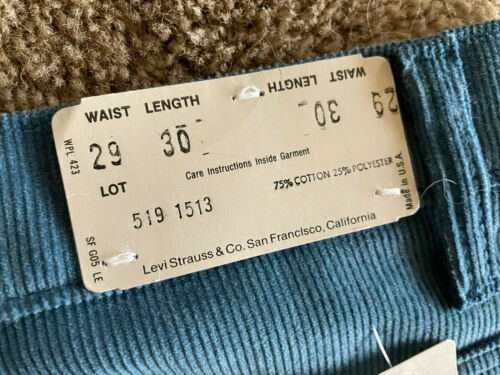 WAIST LENGTH
29 30
LOT
519 1513
Care Instructions Inside Garment
75% COTTON 25% POLYESTER
WAIST LENGTH
29 30
Made in U.S.A.
WPL 423
SF G05 LE
Levi Strauss & Co. San Francisco, California